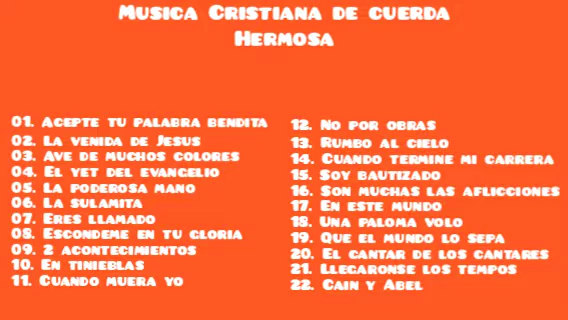 Musica Cristiana de cuerda
Hermosa
01. Acepte tu palabra bendita
02. La venida de Jesus
03. Ave de muchos colores
04. El yet del evangelio
05. La poderosa mano
06. La sulamita
07. Eres llamado
08. Escondeme en tu gloria
09. 2 acontecimientos
10. En tinieblas
11. Cuando muera yo
12. No por obras
13. Rumbo al cielo
14. Cuando termine mi carrera
15. Soy bautizado
16. Son muchas las aflicciones
17. En este mundo
18. Una paloma volo
19. Que el mundo lo sepa
20. El cantar de los cantares
21. Llegaronse los tempos
22. Cain y Abel